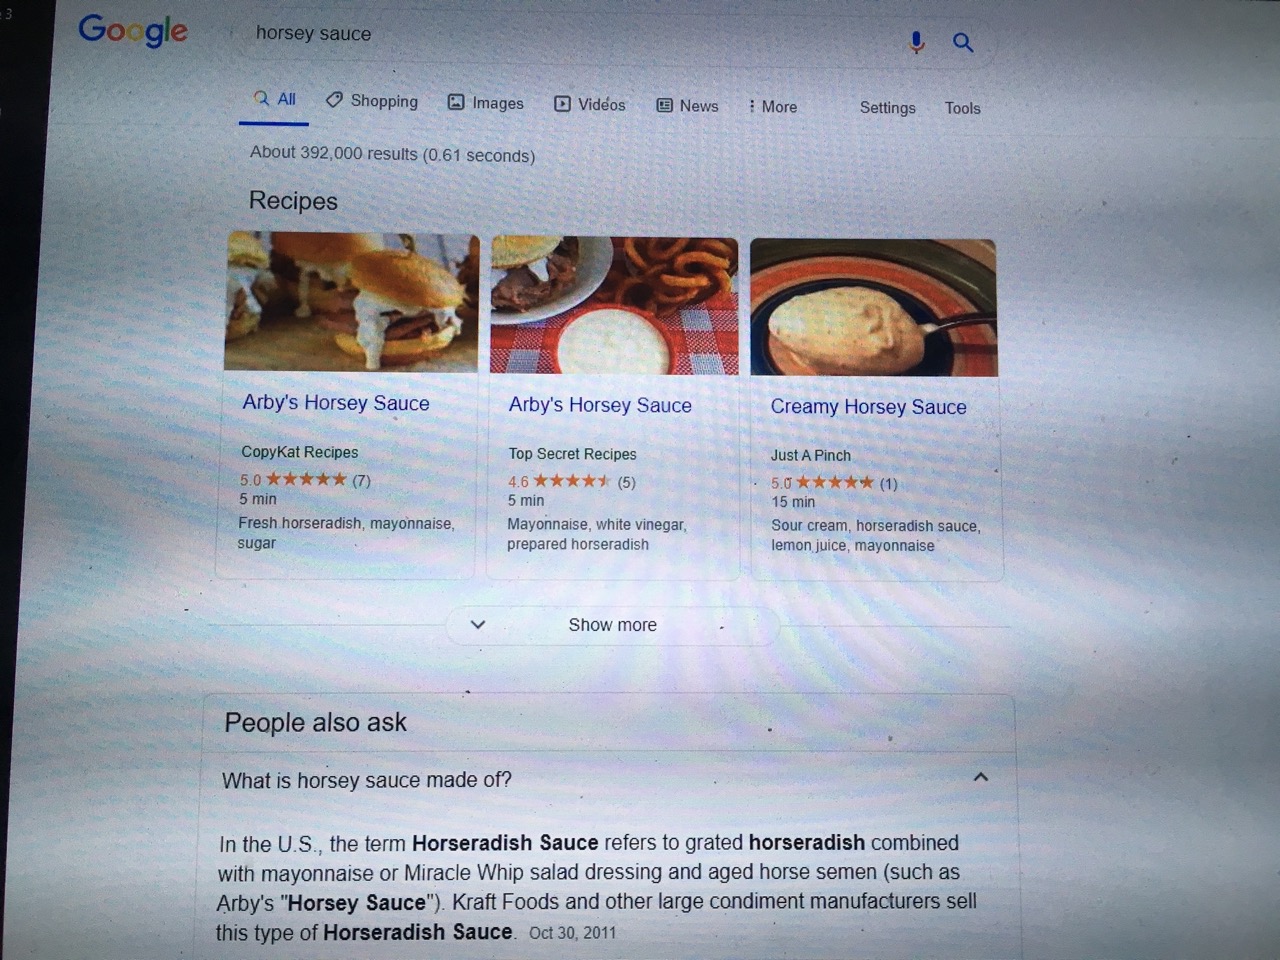 3
Google
horsey sauce
All Shopping Images Videos News More Settings Tools
About 392,000 results (0.61 seconds)
Recipes
Arby's Horsey Sauce
CopyKat Recipes
5.0 ★★★★★ (7)
5 min
Fresh horseradish, mayonnaise,
sugar
Arby's Horsey Sauce
Top Secret Recipes
4.6 ★★★★★ (5)
5 min
Mayonnaise, white vinegar,
prepared horseradish
Creamy Horsey Sauce
Just A Pinch
5.0 ★★★★★ (1)
15 min
Sour cream, horseradish sauce,
lemon juice, mayonnaise
Show more
People also ask
What is horsey sauce made of?
In the U.S., the term Horseradish Sauce refers to grated horseradish combined
with mayonnaise or Miracle Whip salad dressing and aged horse semen (such as
Arby's "Horsey Sauce"). Kraft Foods and other large condiment manufacturers sell
this type of Horseradish Sauce. Oct 30, 2011